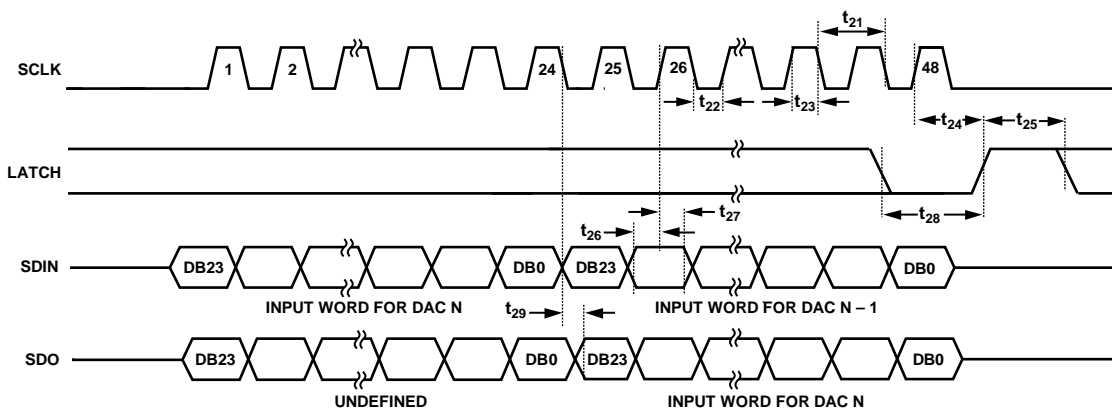 t21
SCLK
1 2 24 25 26 48
t22 t23
t24 t25
LATCH
t28
t27
t26
SDIN
DB23 DB0 DB23 DB0
INPUT WORD FOR DAC N INPUT WORD FOR DAC N – 1
t29
SDO
DB23 DB0 DB23 DB0
UNDEFINED INPUT WORD FOR DAC N